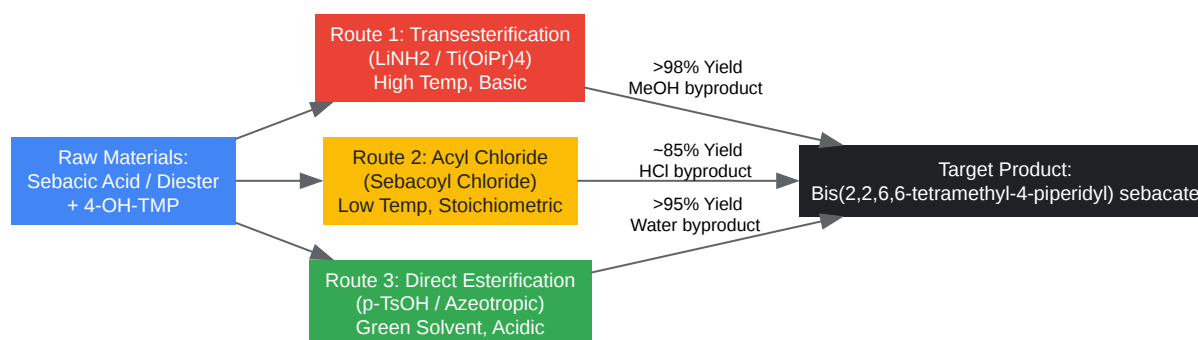 Route 1: Transesterification
(LiNH2 / Ti(OiPr)4)
High Temp, Basic
>98% Yield
MeOH byproduct
Raw Materials:
Sebacic Acid / Diester
+ 4-OH-TMP
Route 2: Acyl Chloride
(Sebacoyl Chloride)
Low Temp, Stoichiometric
~85% Yield
HCl byproduct
Target Product:
Bis(2,2,6,6-tetramethyl-4-piperidyl) sebacate
>95% Yield
Water byproduct
Route 3: Direct Esterification
(p-TsOH / Azeotropic)
Green Solvent, Acidic